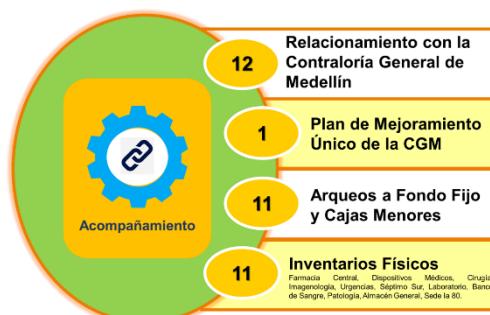 Acompañamiento
12
Relacionamiento con la
Contraloría General de
Medellín
1
Plan de Mejoramiento
Único de la CGM
11
Arqueos a Fondo Fijo
y Cajas Menores
11
Inventarios Físicos
Farmacia Central, Dispositivos Médicos, Cirugía
Imagenología, Urgencias, Séptimo Sur, Laboratorio, Banco
de Sangre, Patología, Almacén General, Sede la 80.